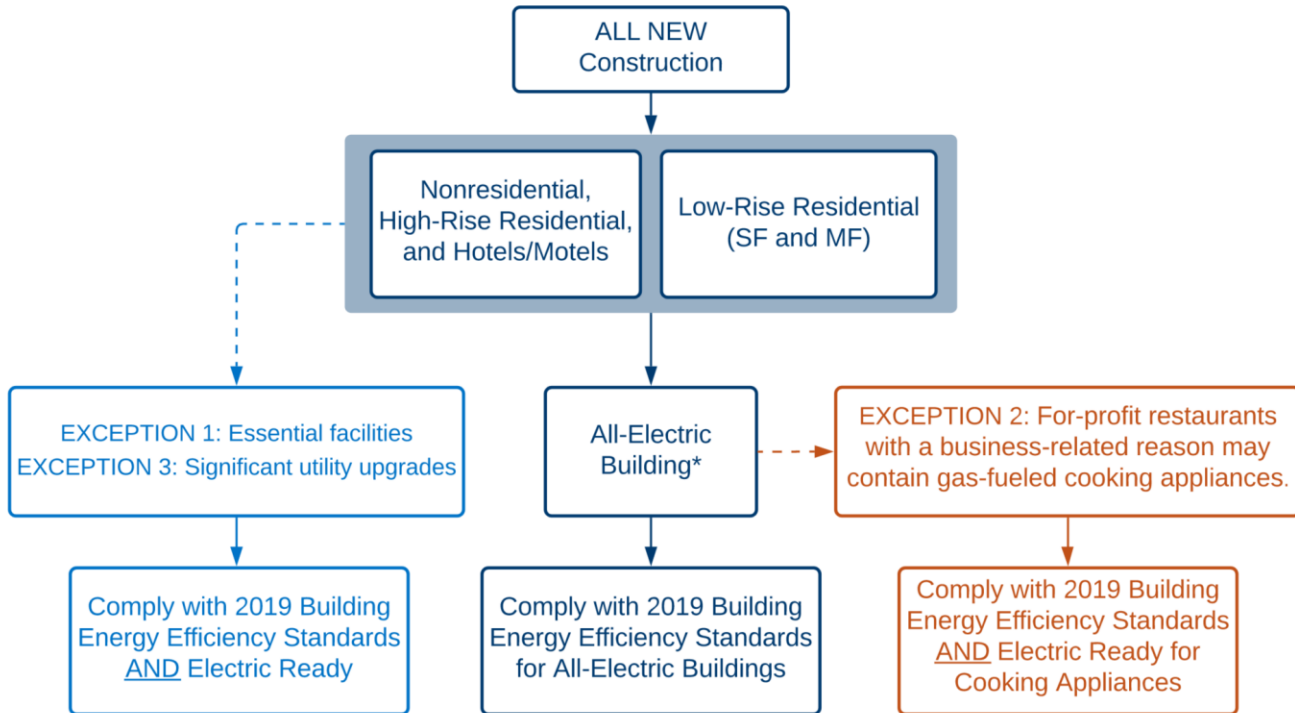 ALL NEW
Construction
Nonresidential,
High-Rise Residential,
and Hotels/Motels
Low-Rise Residential
(SF and MF)
EXCEPTION 1: Essential facilities
EXCEPTION 3: Significant utility upgrades
All-Electric
Building*
EXCEPTION 2: For-profit restaurants
with a business-related reason may
contain gas-fueled cooking appliances.
Comply with 2019 Building
Energy Efficiency Standards
AND Electric Ready
Comply with 2019 Building
Energy Efficiency Standards
for All-Electric Buildings
Comply with 2019 Building
Energy Efficiency Standards
AND Electric Ready for
Cooking Appliances